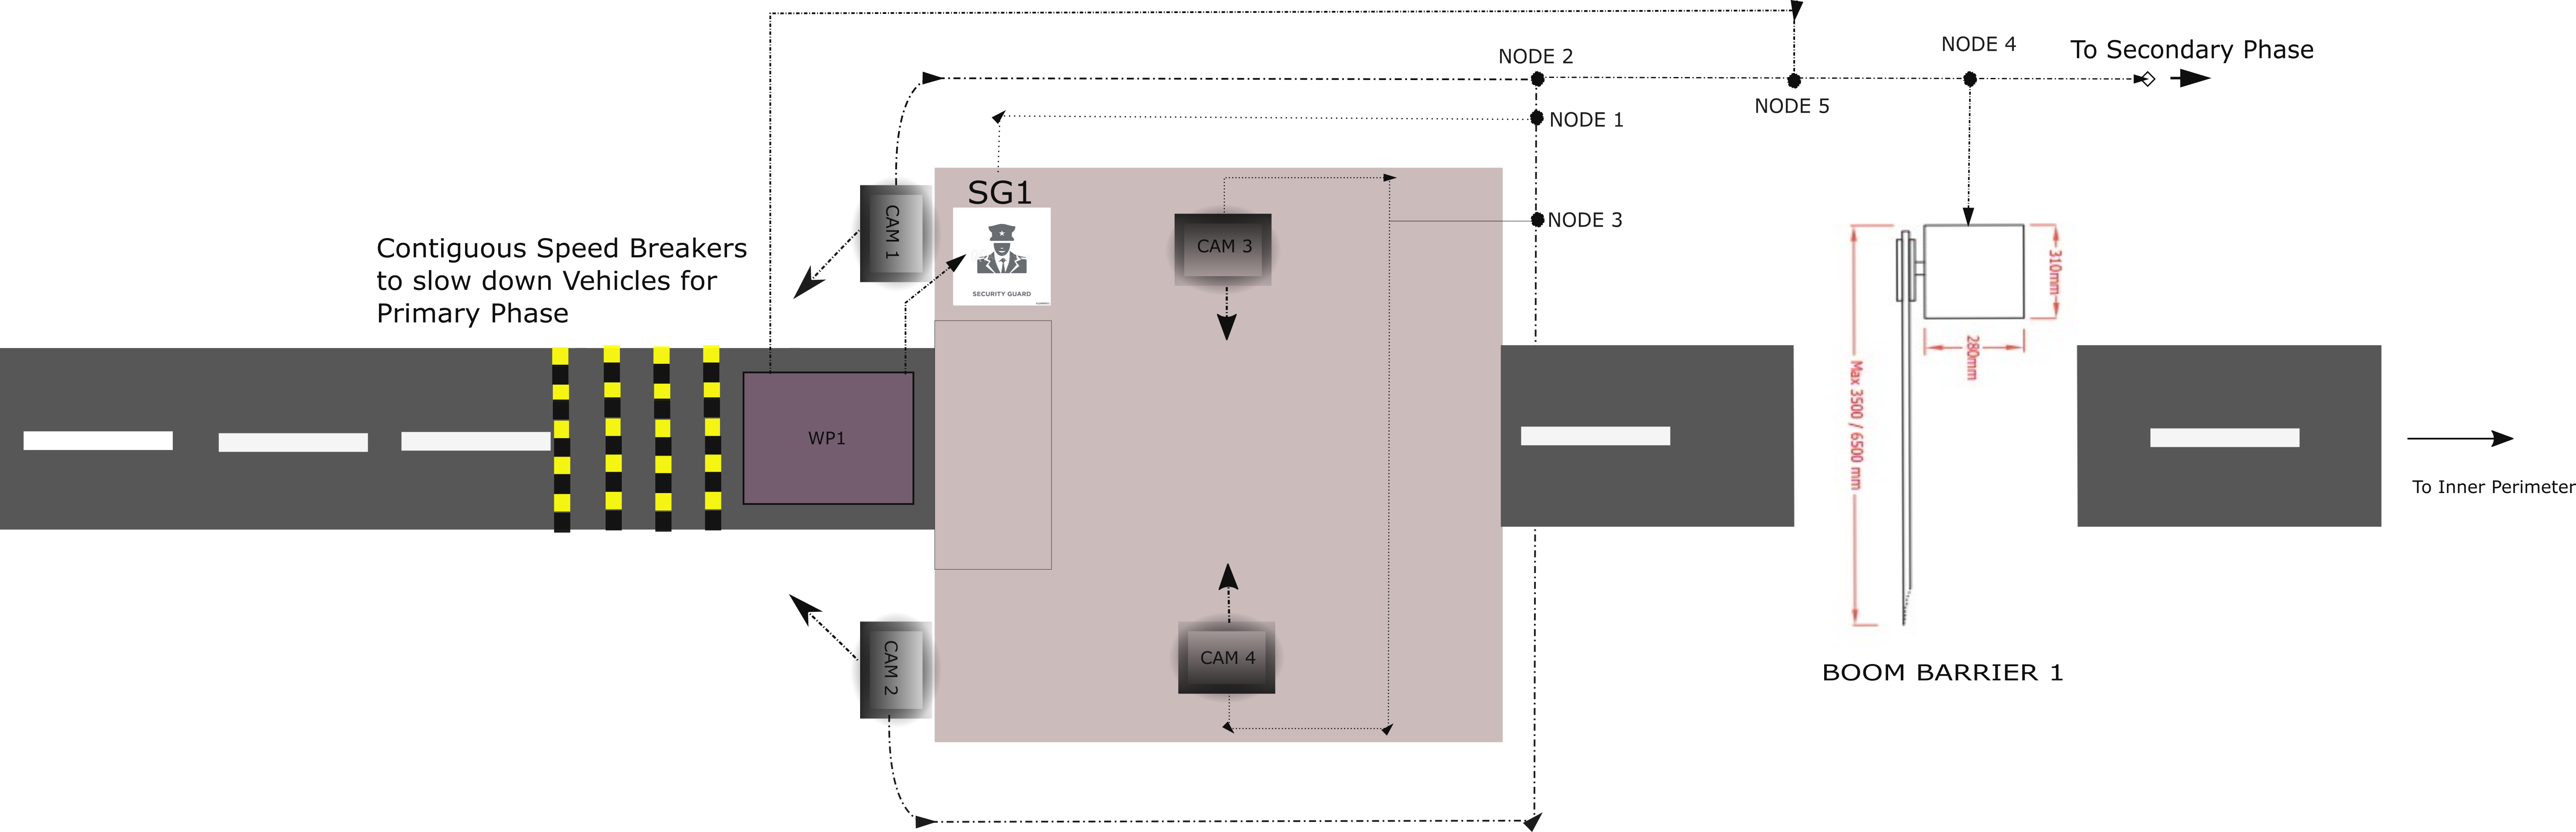 NODE 2
NODE 4
To Secondary Phase
NODE 5
NODE 1
SG1
CAM 1
SECURITY GUARD
CAM 3
NODE 3
Contiguous Speed Breakers
to slow down Vehicles for
Primary Phase
310mm
280mm
Max 3500 / 6500 mm
WP1
To Inner Perimeter
CAM 2
CAM 4
BOOM BARRIER 1